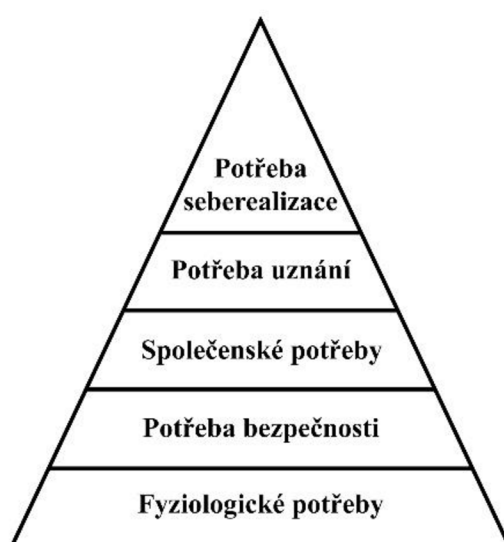 Potřeba
seberealizace
Potřeba uznání
Společenské potřeby
Potřeba bezpečnosti
Fyziologické potřeby